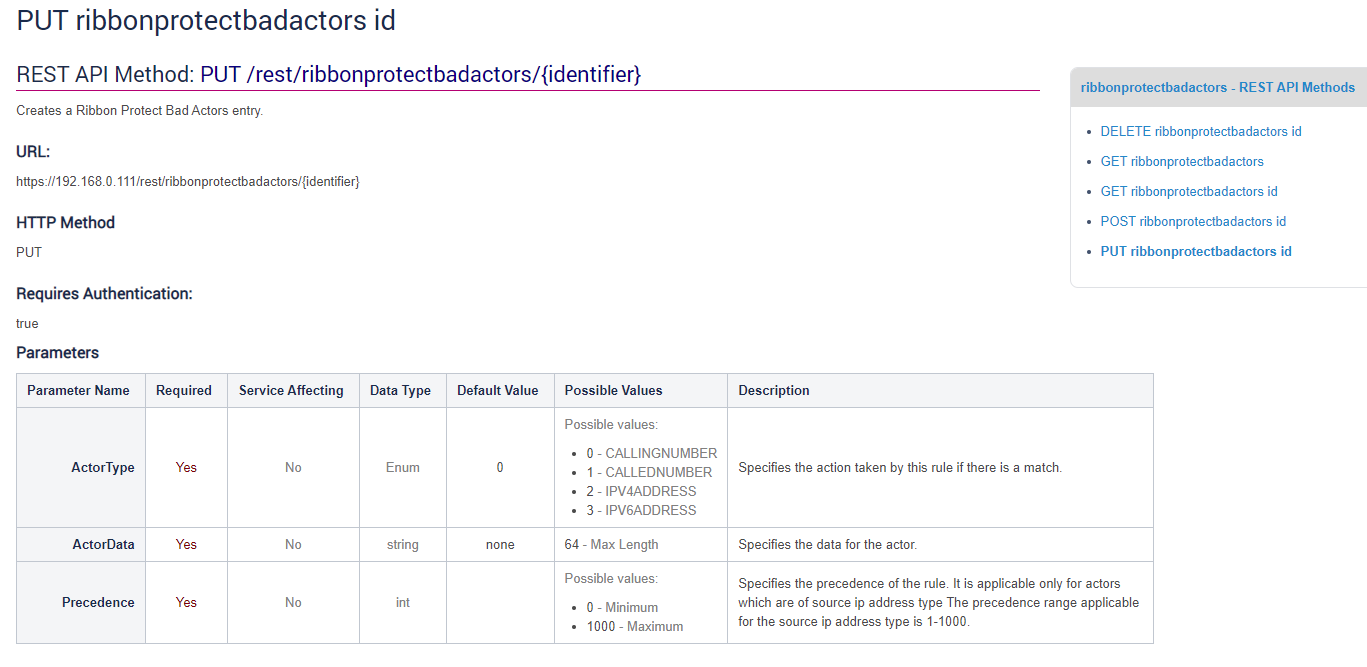 PUT ribbonprotectbadactors id
REST API Method: PUT /rest/ribbonprotectbadactors/{identifier}
Creates a Ribbon Protect Bad Actors entry.
URL:
https://192.168.0.111/rest/ribbonprotectbadactors/{identifier}
HTTP Method
PUT
Requires Authentication:
true
Parameters
Parameter Name Required Service Affecting Data Type Default Value Possible Values Description
Possible values:
0 - CALLINGNUMBER
1 - CALLEDNUMBER
ActorType Yes No Enum 0 Specifies the action taken by this rule if there is a match.
2 - IPV4ADDRESS
3 - IPV6ADDRESS
ActorData Yes No string none 64 - Max Length Specifies the data for the actor.
Possible values:
0 - Minimum
1000 - Maximum
Precedence Yes No int
Specifies the precedence of the rule. It is applicable only for actors
which are of source ip address type The precedence range applicable
for the source ip address type is 1-1000.
ribbonprotectbadactors - REST API Methods
DELETE ribbonprotectbadactors id
GET ribbonprotectbadactors
GET ribbonprotectbadactors id
POST ribbonprotectbadactors id
PUT ribbonprotectbadactors id